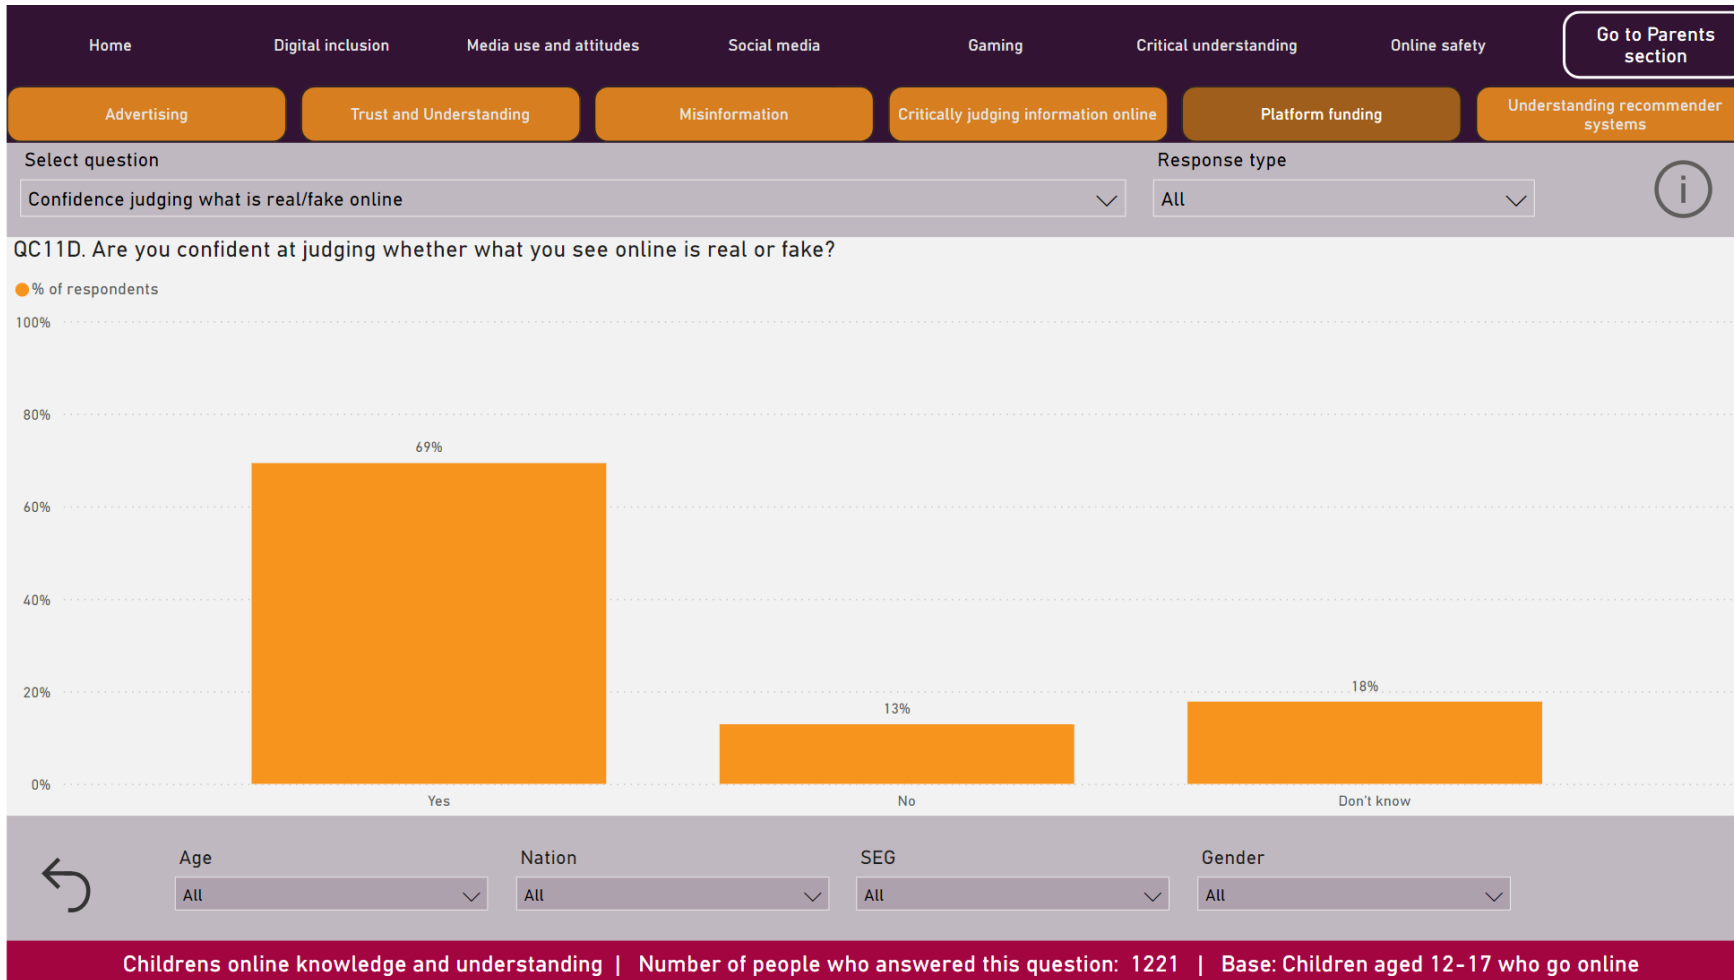 Home Digital inclusion Media use and attitudes Social media Gaming Critical understanding Online safety Go to Parents
section
Advertising Trust and Understanding Misinformation Critically judging information online Platform funding Understanding recommender
systems
Select question Response type
Confidence judging what is real/fake online All
i
QC11D. Are you confident at judging whether what you see online is real or fake?
% of respondents
100%
80%
69%
60%
40%
20%
18%
13%
0%
Yes No Don't know
Age Nation SEG Gender
All All All All
Childrens online knowledge and understanding | Number of people who answered this question: 1221 | Base: Children aged 12-17 who go online